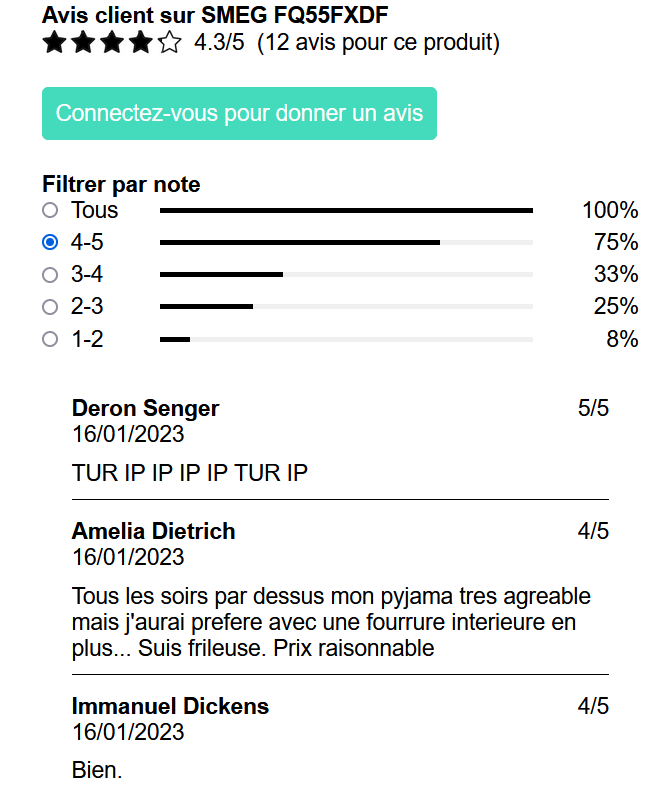 Avis client sur SMEG FQ55FXDF
4.3/5 (12 avis pour ce produit)
Connectez-vous pour donner un avis
Filtrer par note
Tous 100%
4-5 75%
3-4 33%
2-3 25%
1-2 8%
Deron Senger 5/5
16/01/2023
TUR IP IP IP IP TUR IP
Amelia Dietrich 4/5
16/01/2023
Tous les soirs par dessus mon pyjama tres agreable
mais j'aurai prefere avec une fourrure interieure en
plus... Suis frileuse. Prix raisonnable
Immanuel Dickens 4/5
16/01/2023
Bien.